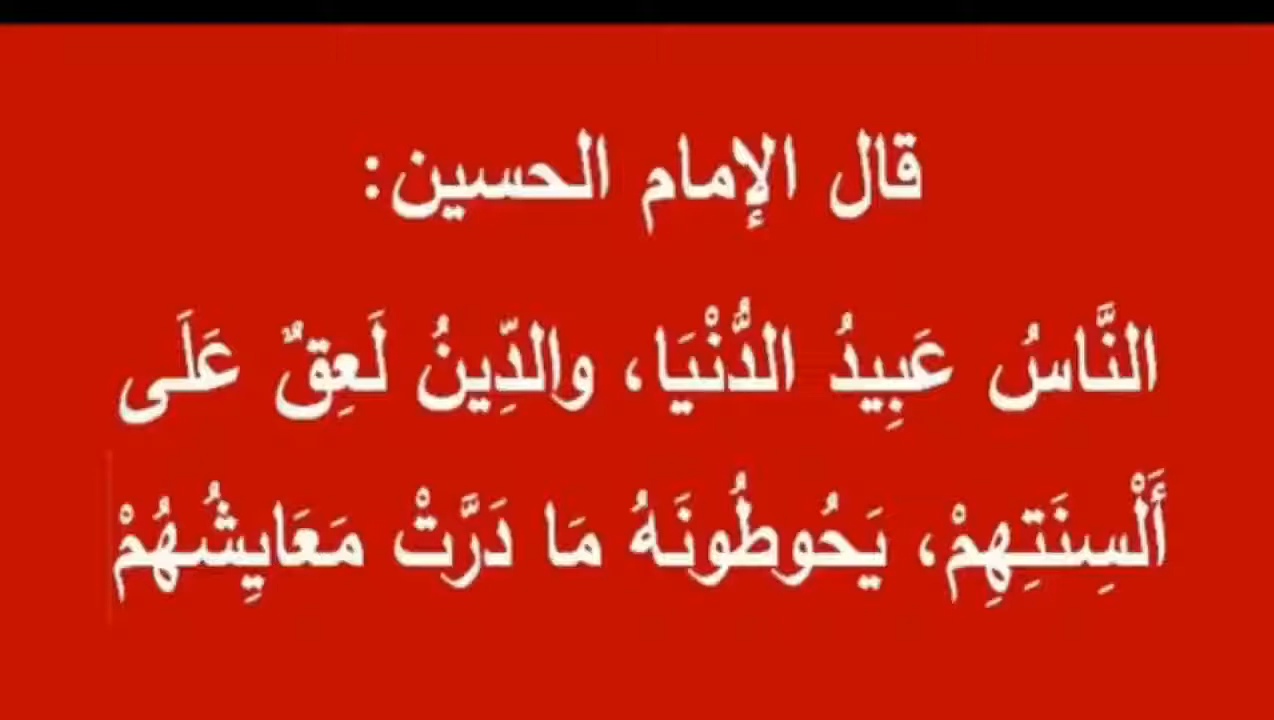 قال الإمام الحسين:
النَّاسُ عَبِيدُ الدُّنْيَا، والدِّينُ لَعِقٌ عَلَى
أَلْسِنَتِهِمْ، يَحُوطُونَهُ مَا دَرَّتْ مَعَايِشُهُمْ